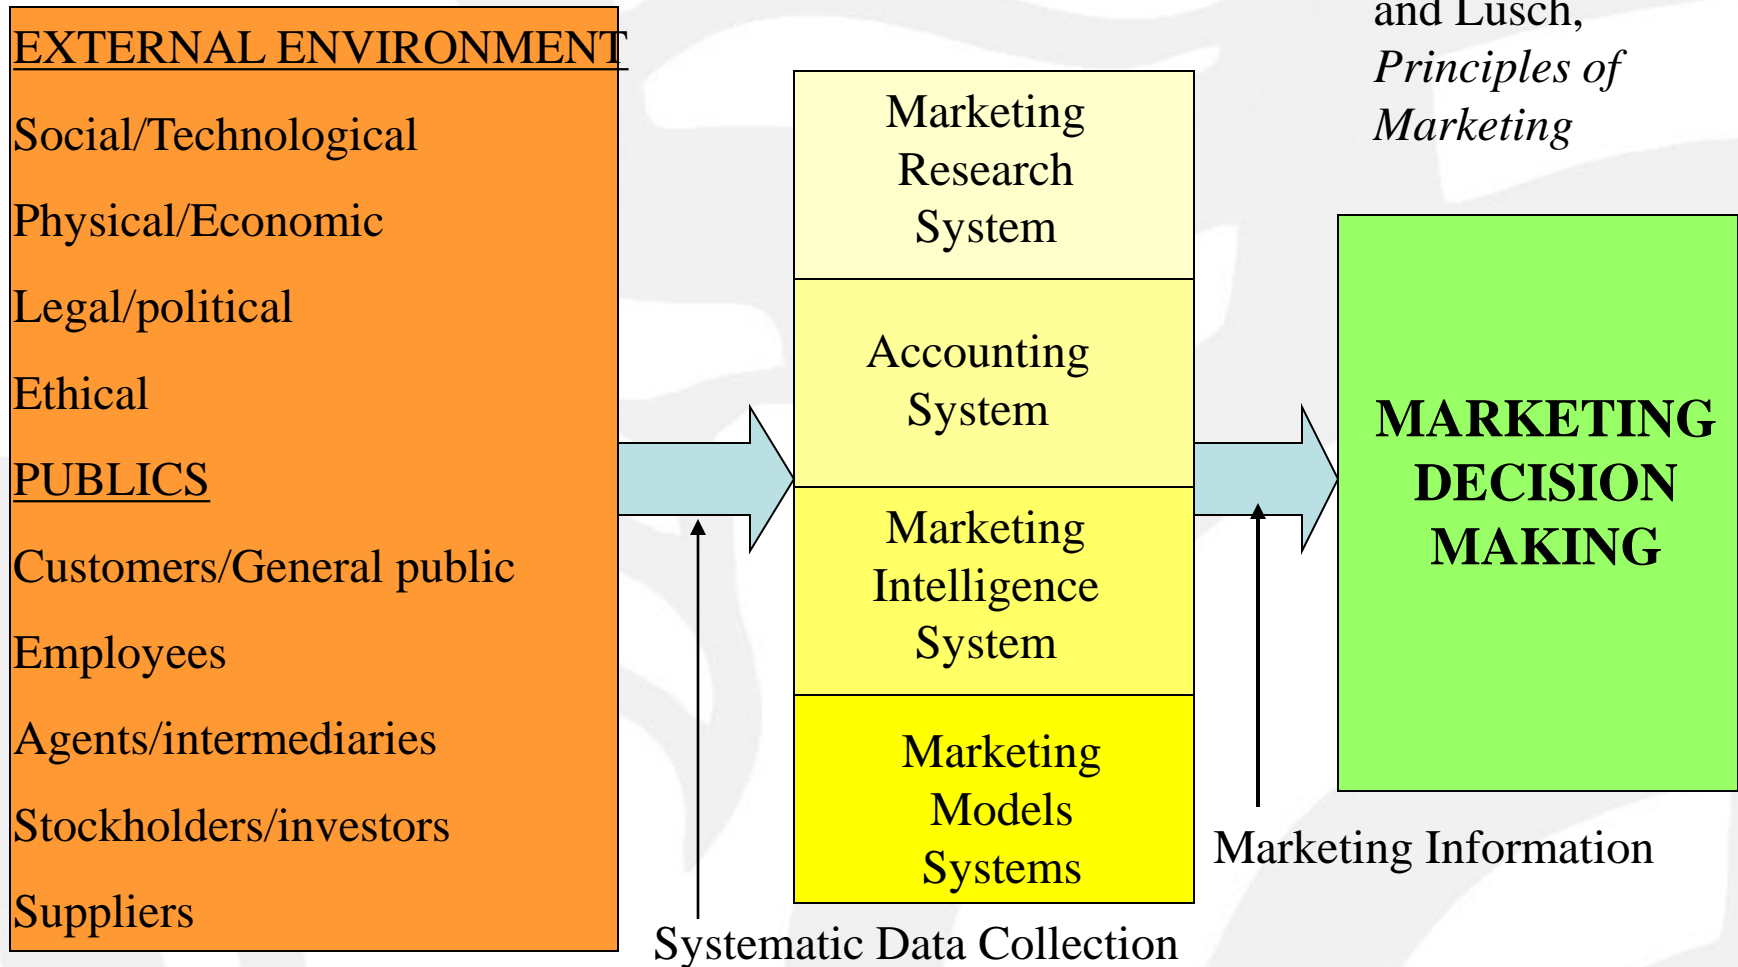 EXTERNAL ENVIRONMENT
Social/Technological
Physical/Economic
Legal/political
Ethical
PUBLICS
Customers/General public
Employees
Agents/intermediaries
Stockholders/investors
Suppliers
Marketing
Research
System
Accounting
System
Marketing
Intelligence
System
Marketing
Models
Systems
Systematic Data Collection
and Lusch,
Principles of
Marketing
MARKETING
DECISION
MAKING
Marketing Information